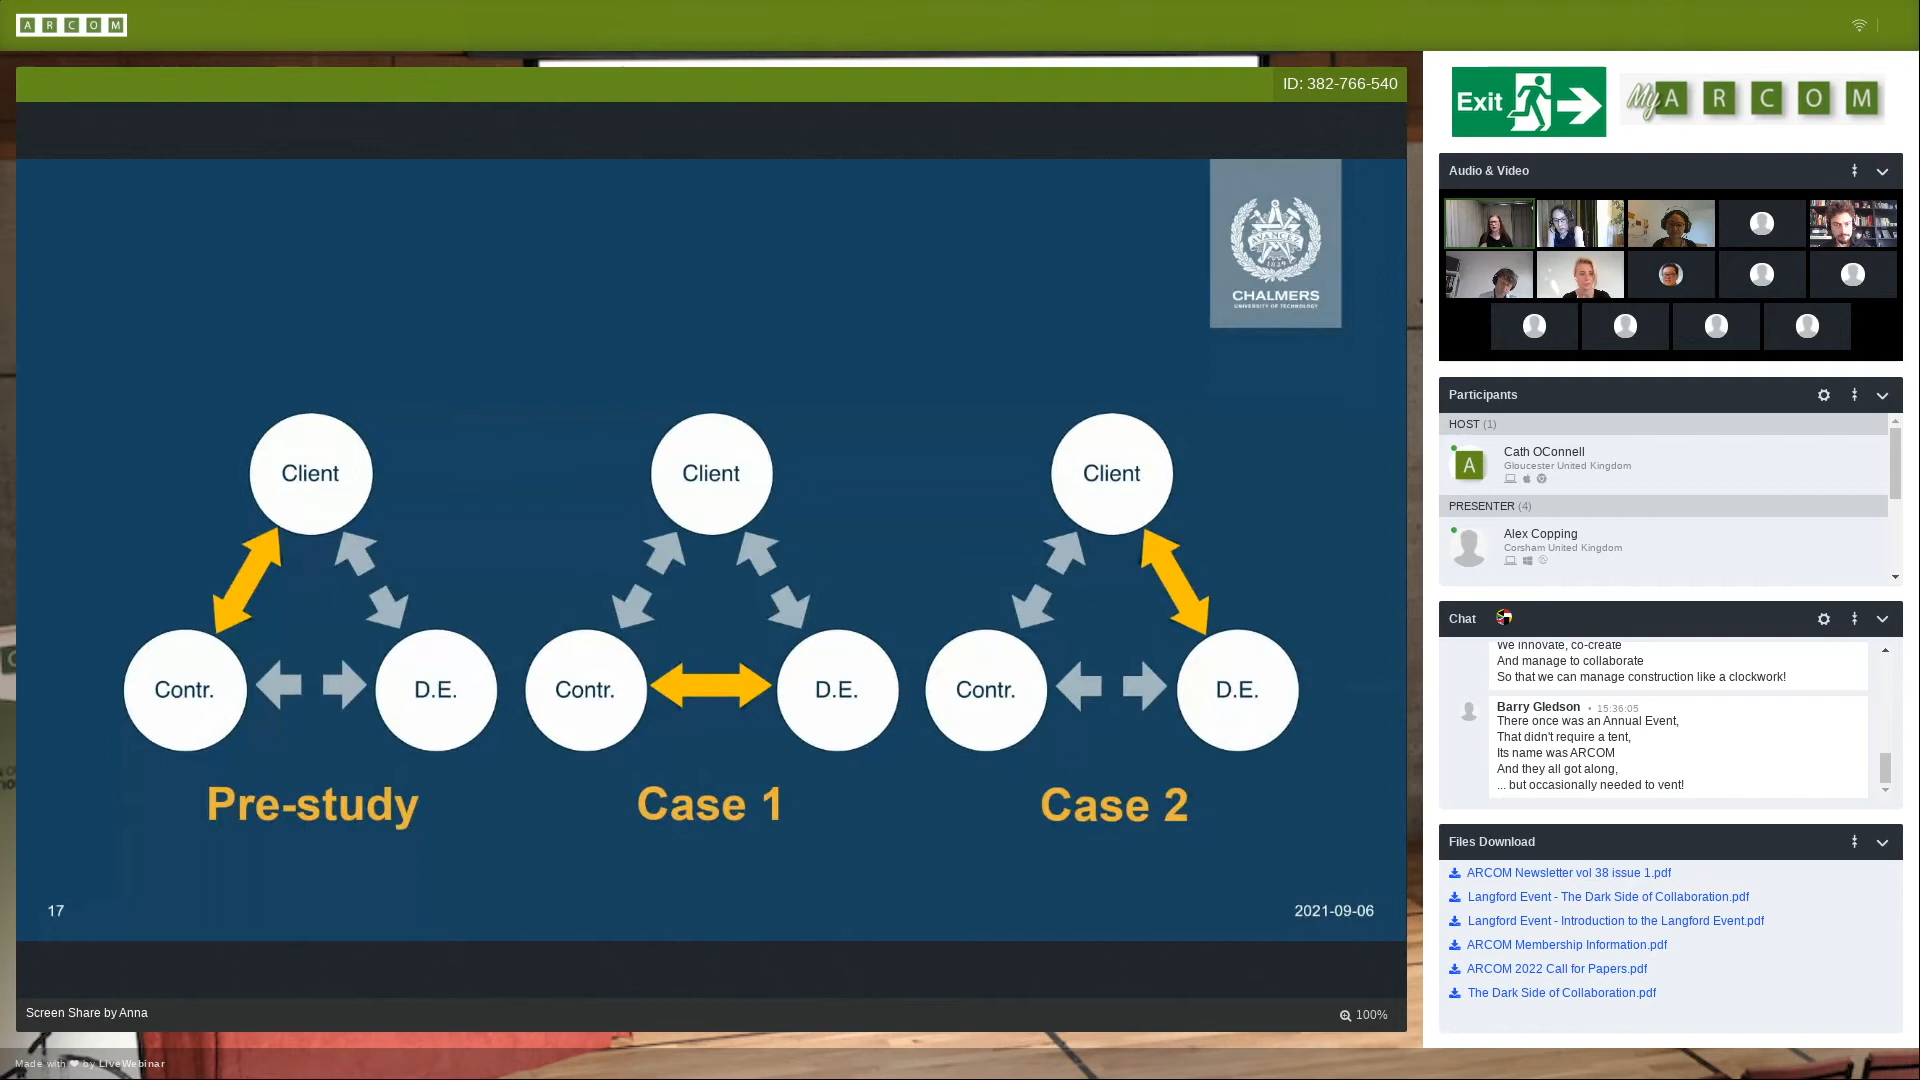 ARCOM
ID: 382-766-540
AVANCEZ
1829
CHALMERS
UNIVERSITY OF TECHNOLOGY
Client
Client
Client
Contr.
D.E.
Contr.
D.E.
Contr.
D.E.
Pre-study
Case 1
Case 2
17
2021-09-06
Screen Share by Anna
100%
Made with ❤ by LiveWebinar
Exit
My ARCOM
Audio & Video
Participants
HOST (1)
A
Cath OConnell
Gloucester United Kingdom
PRESENTER (4)
Alex Copping
Corsham United Kingdom
Chat
We innovate, co-create
And manage to collaborate
So that we can manage construction like a clockwork!
Barry Gledson • 15:36:05
There once was an Annual Event,
That didn't require a tent,
Its name was ARCOM
And they all got along,
... but occasionally needed to vent!
Files Download
ARCOM Newsletter vol 38 issue 1.pdf
Langford Event - The Dark Side of Collaboration.pdf
Langford Event - Introduction to the Langford Event.pdf
ARCOM Membership Information.pdf
ARCOM 2022 Call for Papers.pdf
The Dark Side of Collaboration.pdf